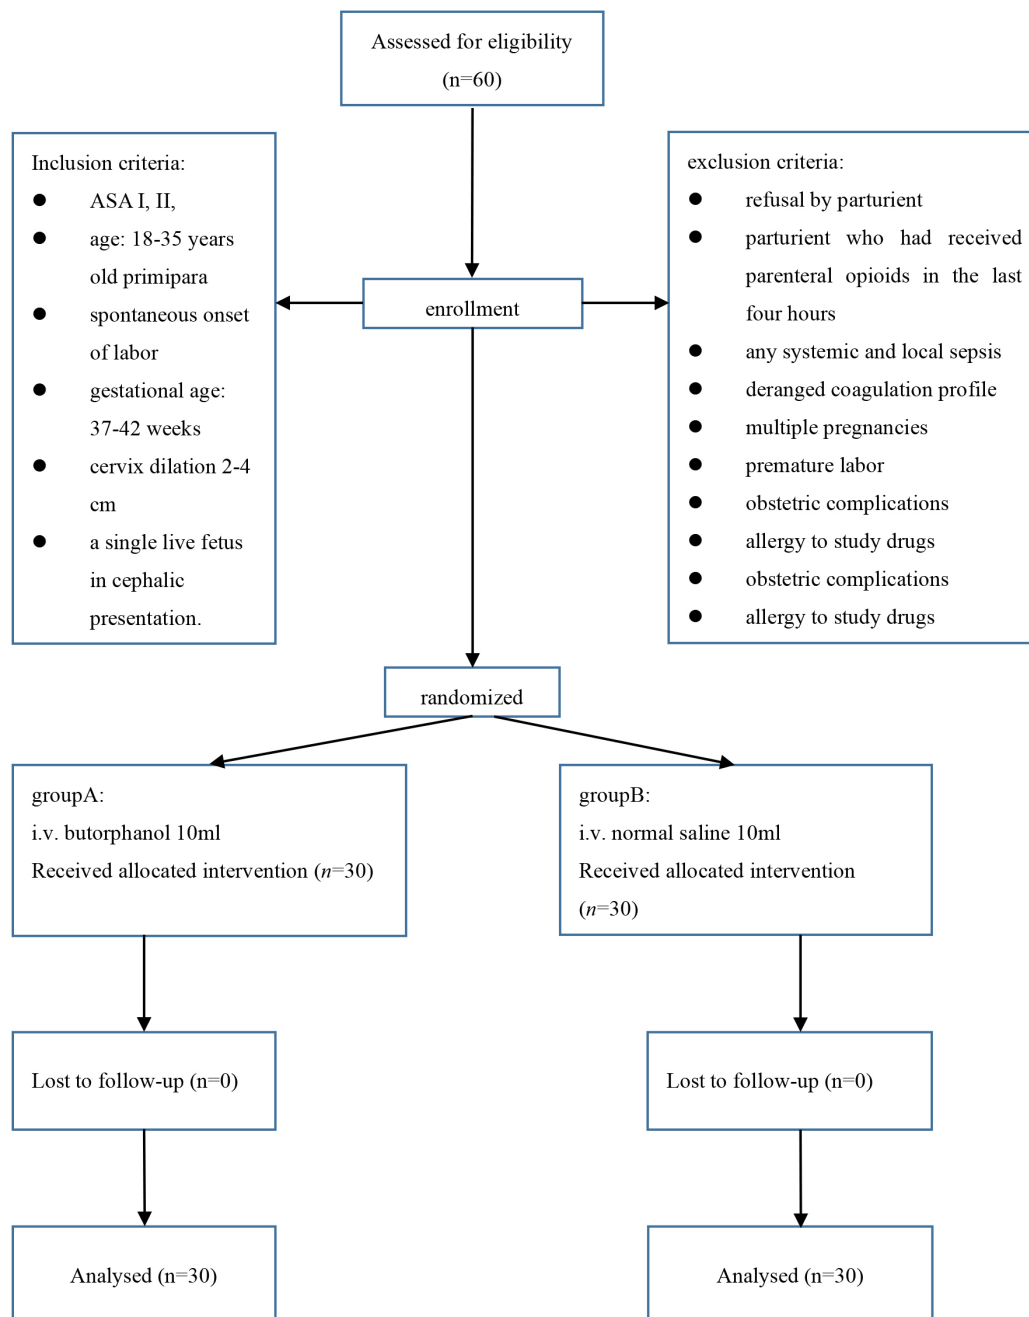 Assessed for eligibility
(n=60)
Inclusion criteria:
● ASA I, II,
● age: 18-35 years
old primipara
● spontaneous onset
of labor
● gestational age:
37-42 weeks
● cervix dilation 2-4
cm
● a single live fetus
in cephalic
presentation.
enrollment
exclusion criteria:
● refusal by parturient
● parturient who had received
parenteral opioids in the last
four hours
● any systemic and local sepsis
● deranged coagulation profile
● multiple pregnancies
● premature labor
● obstetric complications
● allergy to study drugs
● obstetric complications
● allergy to study drugs
randomized
groupA:
i.v. butorphanol 10ml
Received allocated intervention (n=30)
groupB:
i.v. normal saline 10ml
Received allocated intervention
(n=30)
Lost to follow-up (n=0)
Lost to follow-up (n=0)
Analysed (n=30)
Analysed (n=30)